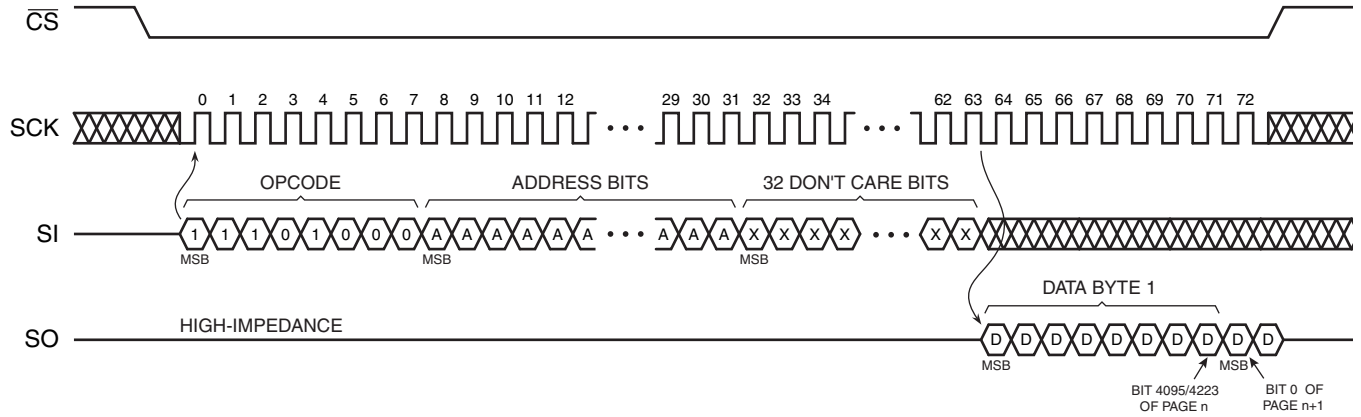 CS
SCK
0 1 2 3 4 5 6 7 8 9 10 11 12 • • • 29 30 31 32 33 34 • • • 62 63 64 65 66 67 68 69 70 71 72
OPCODE
ADDRESS BITS
32 DON'T CARE BITS
SI
1 1 1 0 1 0 0 0 A A A A A A • • • A A A X X X X • • • X X
MSB
MSB
MSB
DATA BYTE 1
SO
HIGH-IMPEDANCE
D D D D D D D D D D
MSB
MSB
BIT 4095/4223
OF PAGE n
BIT 0 OF
PAGE n+1